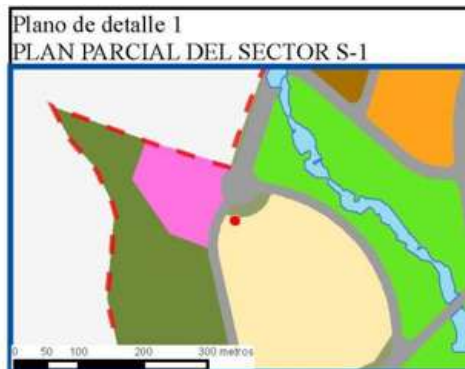 Plano de detalle 1
PLAN PARCIAL DEL SECTOR S-1
0 50 100 200 300 metros